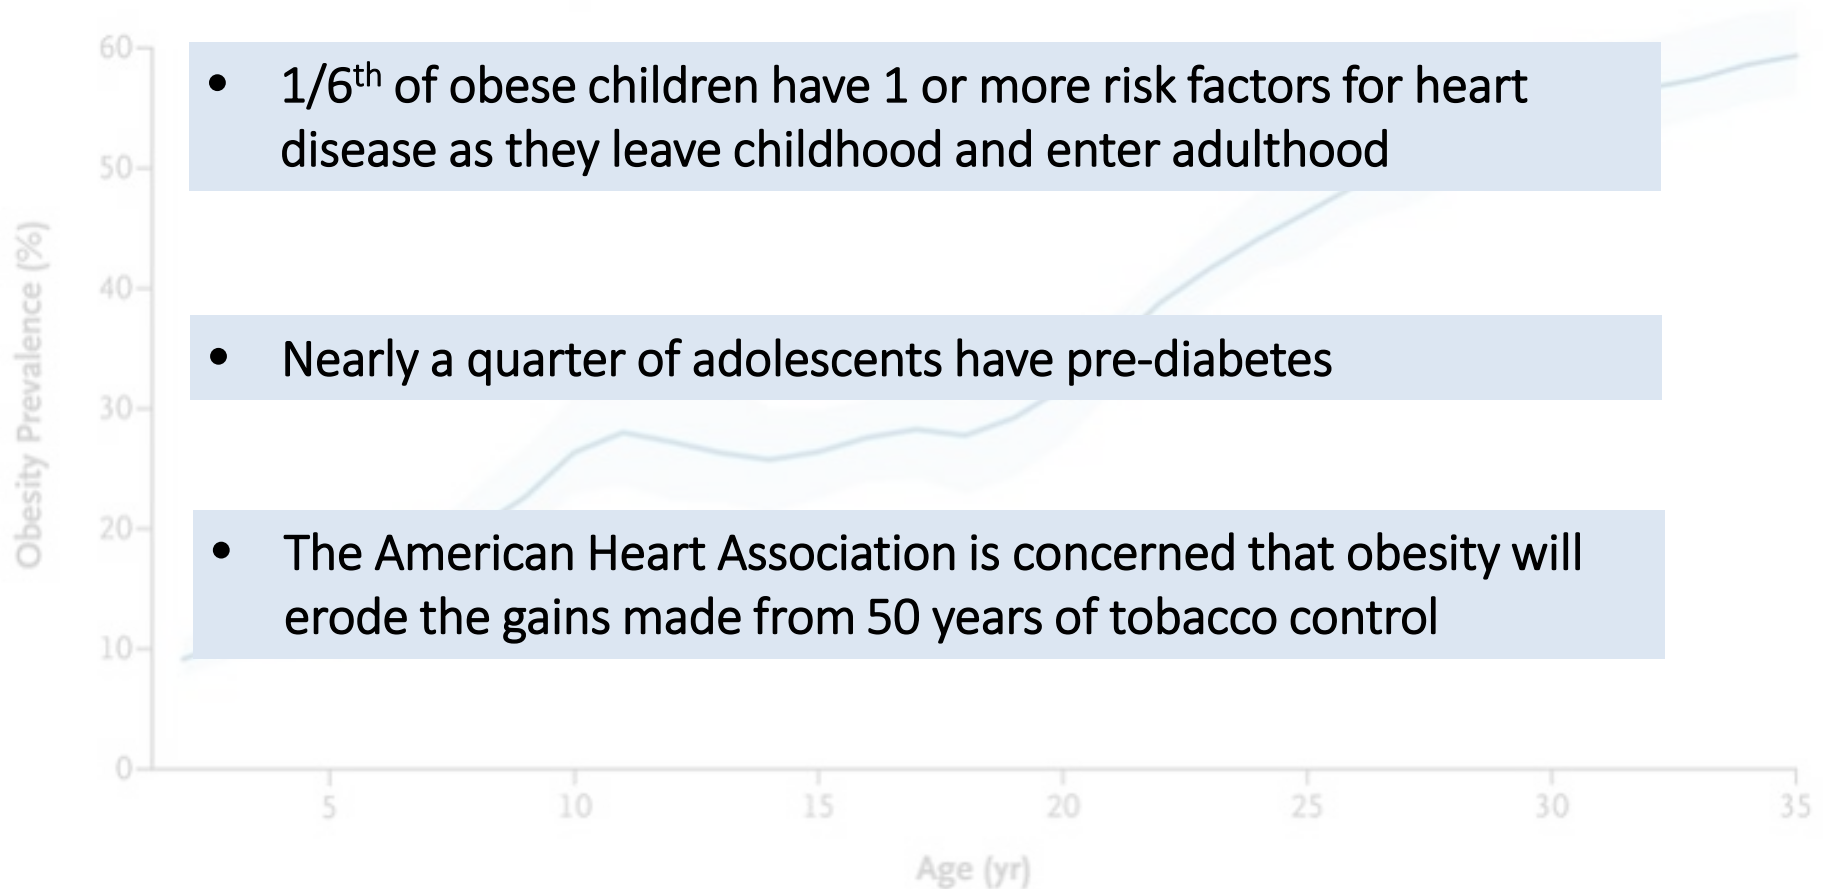 60
• 1/6th of obese children have 1 or more risk factors for heart
disease as they leave childhood and enter adulthood
50
40
• Nearly a quarter of adolescents have pre-diabetes
30
20
• The American Heart Association is concerned that obesity will
erode the gains made from 50 years of tobacco control
10
0
Obesity Prevalence (%)
5 10 15 20 25 30 35
Age (yr)